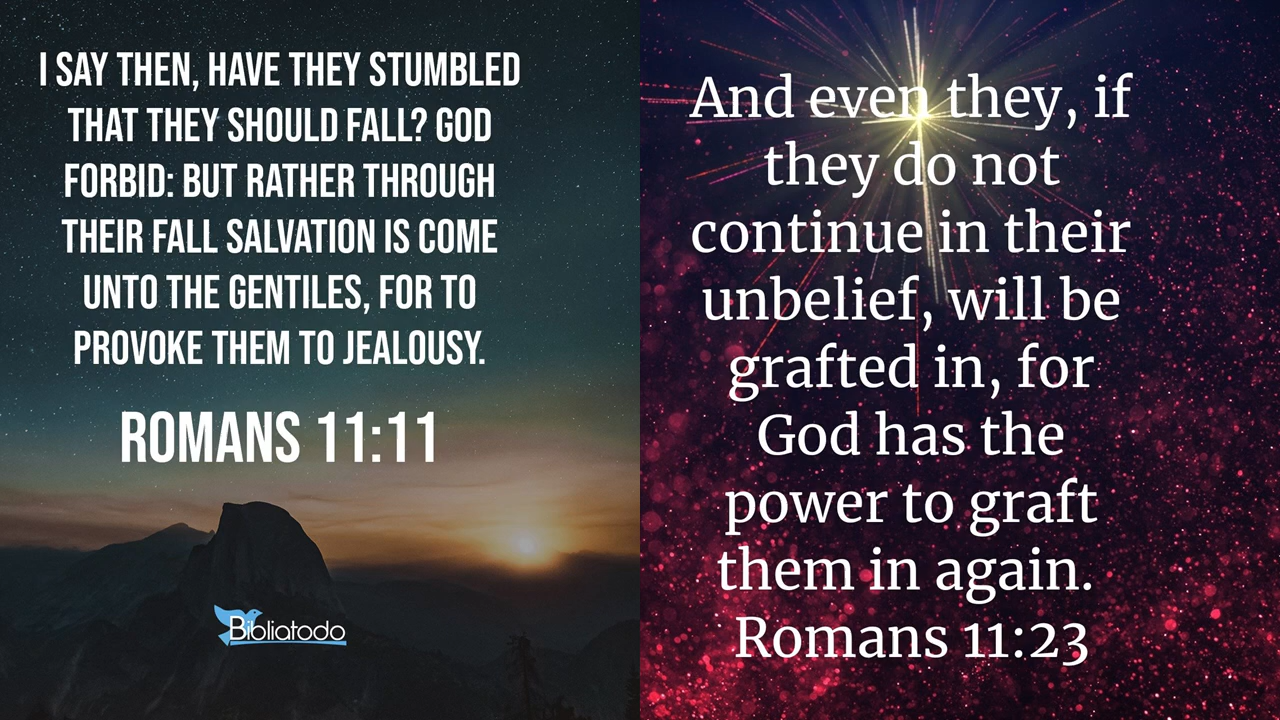 I SAY THEN, HAVE THEY STUMBLED
THAT THEY SHOULD FALL? GOD
FORBID: BUT RATHER THROUGH
THEIR FALL SALVATION IS COME
UNTO THE GENTILES, FOR TO
PROVOKE THEM TO JEALOUSY.
ROMANS 11:11
Bibliatodo
And even they, if
they do not
continue in their
unbelief, will be
grafted in, for
God has the
power to graft
them in again.
Romans 11:23